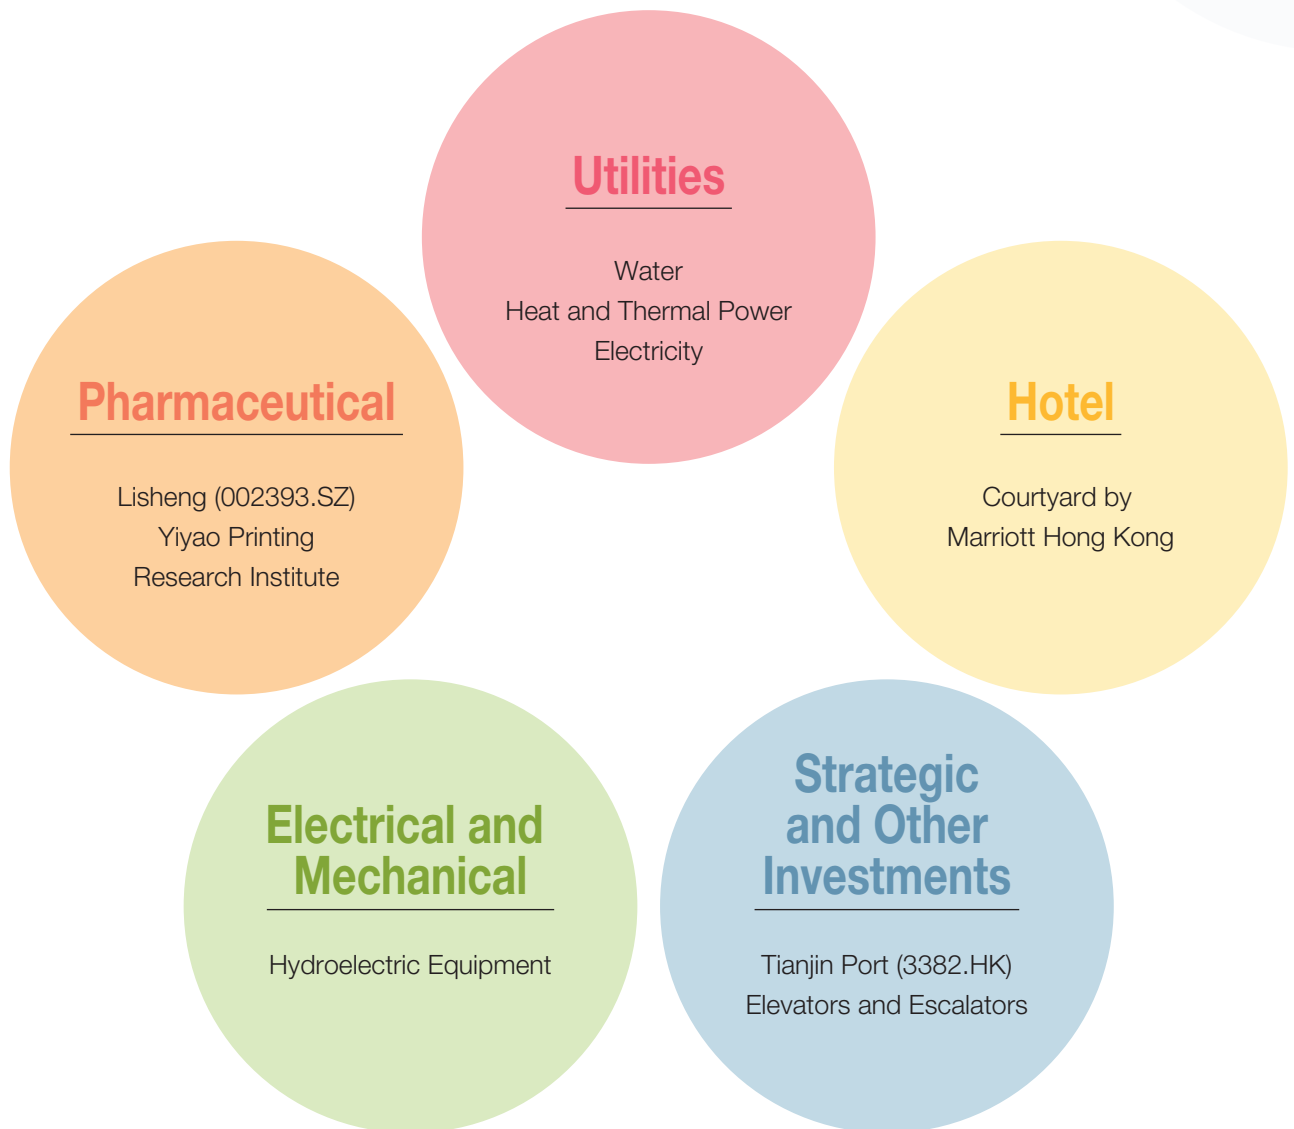 Utilities
Water
Heat and Thermal Power
Electricity
Pharmaceutical
Lisheng (002393.SZ)
Yiyao Printing
Research Institute
Hotel
Courtyard by
Marriott Hong Kong
Electrical and
Mechanical
Hydroelectric Equipment
Strategic
and Other
Investments
Tianjin Port (3382.HK)
Elevators and Escalators